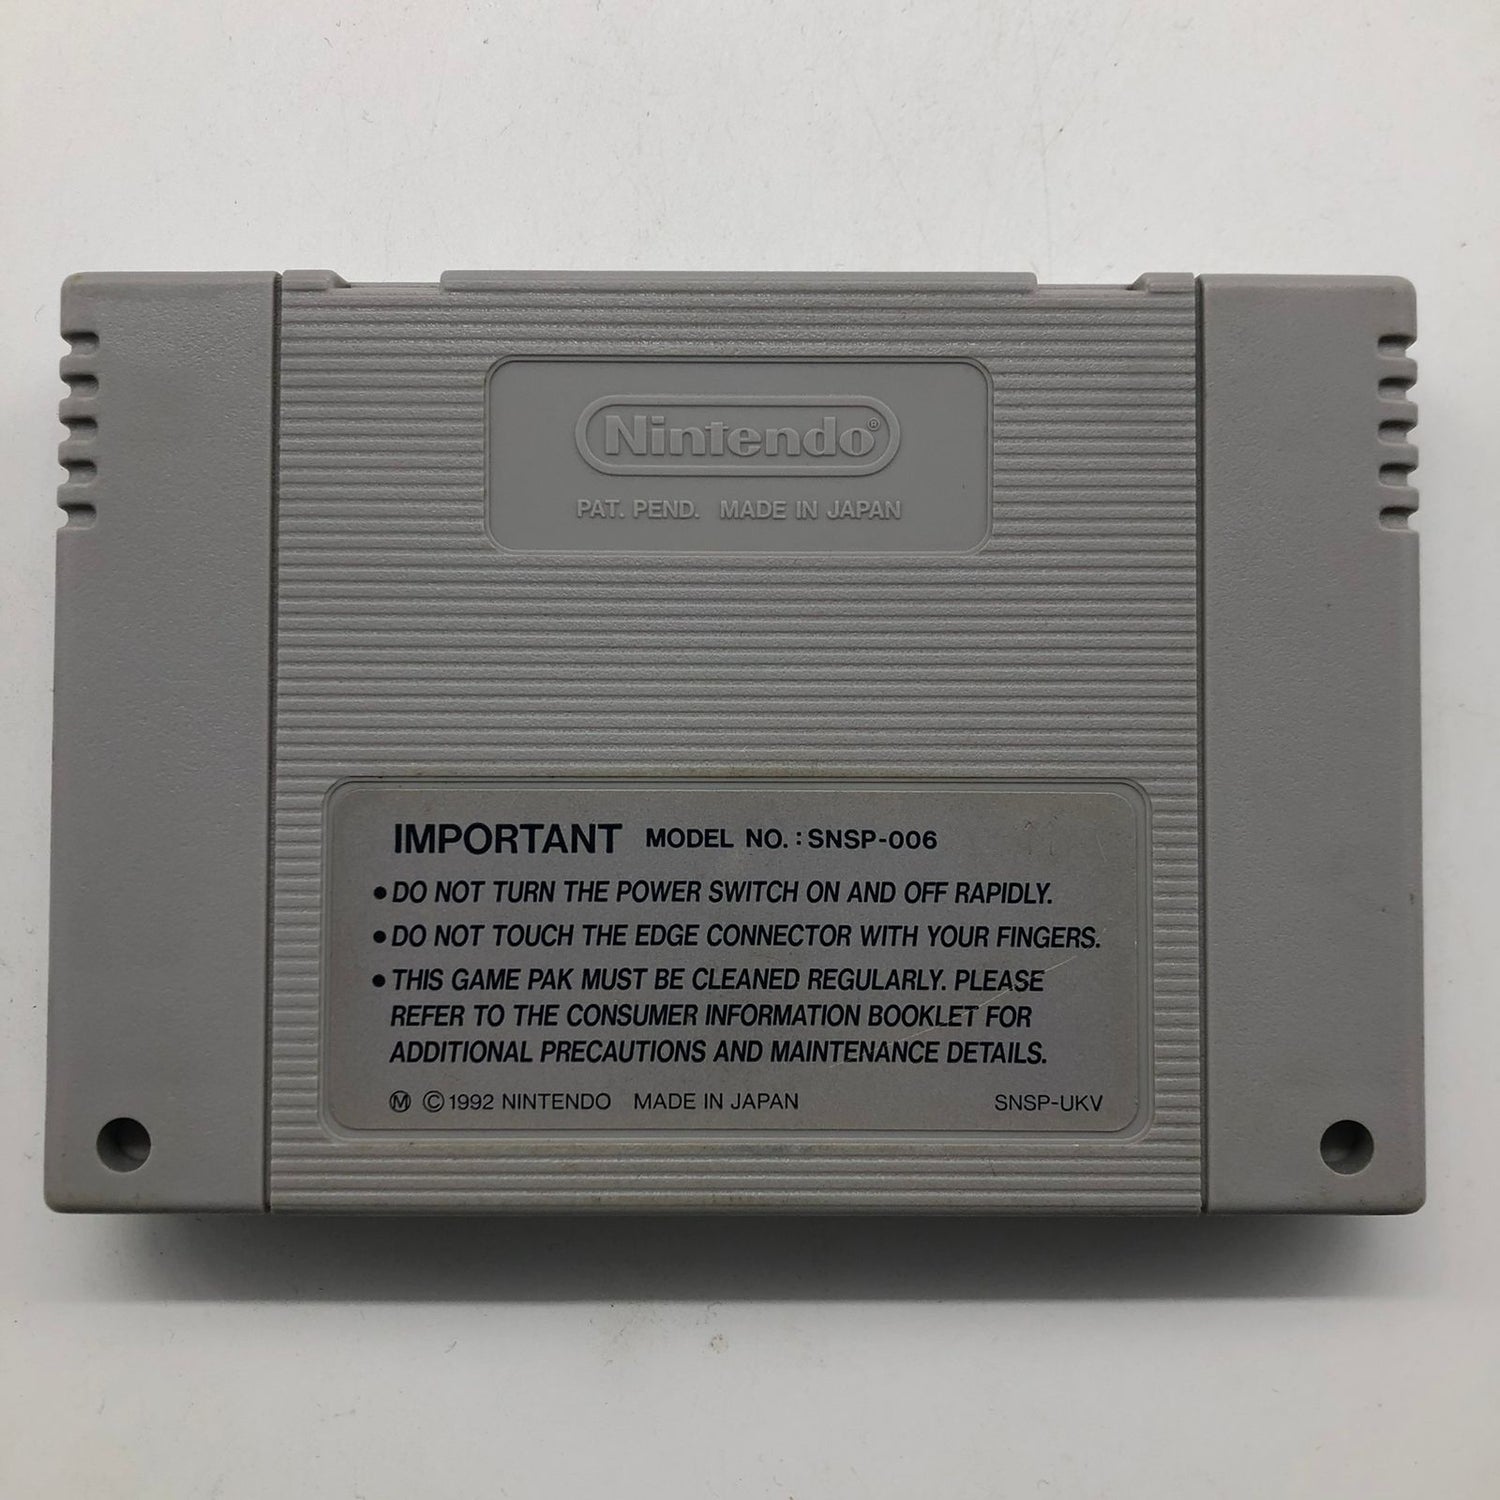 Nintendo®
PAT. PEND. MADE IN JAPAN
IMPORTANT MODEL NO. : SNSP-006
• DO NOT TURN THE POWER SWITCH ON AND OFF RAPIDLY.
• DO NOT TOUCH THE EDGE CONNECTOR WITH YOUR FINGERS.
• THIS GAME PAK MUST BE CLEANED REGULARLY. PLEASE
REFER TO THE CONSUMER INFORMATION BOOKLET FOR
ADDITIONAL PRECAUTIONS AND MAINTENANCE DETAILS.
Ⓜ ©1992 NINTENDO MADE IN JAPAN SNSP-UKV